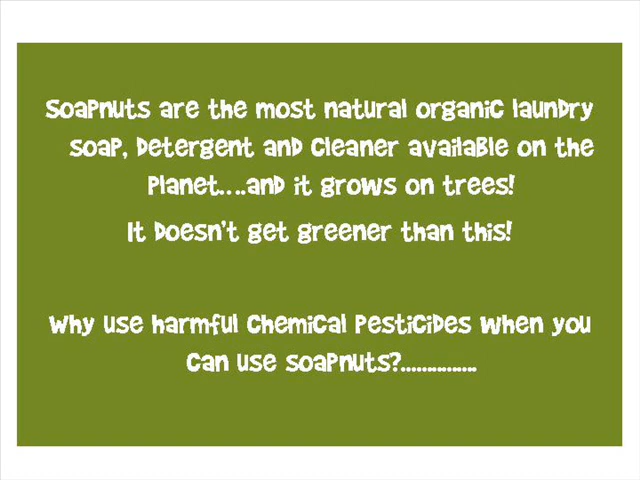 Soapnuts are the most natural organic laundry
soap, detergent and cleaner available on the
planet....and it grows on trees!
It doesn't get greener than this!
Why use harmful chemical pesticides when you
can use soapnuts?...............